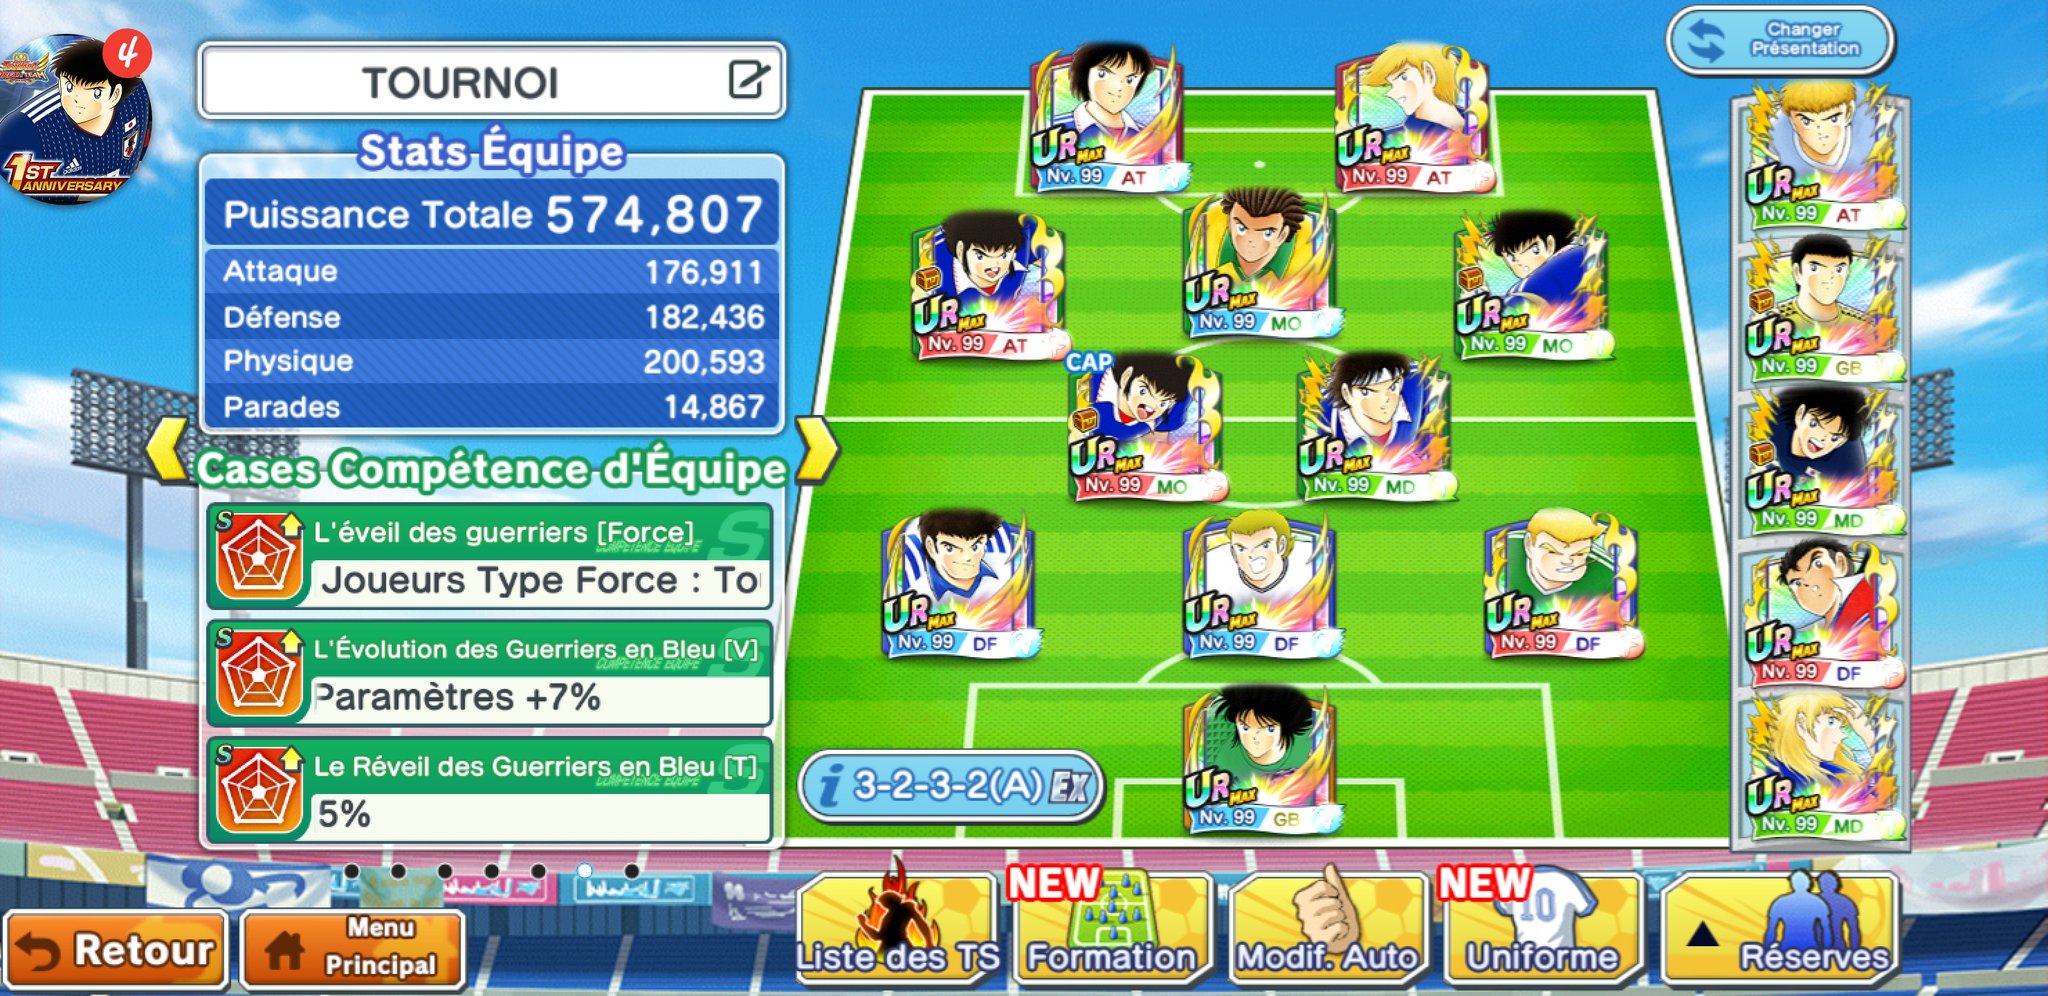 4
1ST
ANNIVERSARY
TOURNOI
Stats Équipe
Puissance Totale 574,807
Attaque 176,911
Défense 182,436
Physique 200,593
Parades 14,867
Cases Compétence d'Équipe
S
L'éveil des guerriers [Force]
COMPÉTENCE ÉQUIPE
Joueurs Type Force : To
S
L'Évolution des Guerriers en Bleu [V]
COMPÉTENCE ÉQUIPE
Paramètres +7%
S
Le Réveil des Guerriers en Bleu [T]
COMPÉTENCE ÉQUIPE
5%
Changer
Présentation
UR MAX
Nv. 99 AT
UR MAX
Nv. 99 AT
UR MAX
Nv. 99 AT
UR MAX
Nv. 99 MO
UR MAX
Nv. 99 MO
CAP
UR MAX
Nv. 99 MO
UR MAX
Nv. 99 MD
UR MAX
Nv. 99 DF
UR MAX
Nv. 99 DF
UR MAX
Nv. 99 DF
UR MAX
Nv. 99 GB
i 3-2-3-2(A) EX
UR MAX
Nv. 99 AT
UR MAX
Nv. 99 GB
UR MAX
Nv. 99 MD
UR MAX
Nv. 99 DF
UR MAX
Nv. 99 MD
Retour
Menu
Principal
Liste des TS
NEW
Formation
Modif. Auto
NEW
10
Uniforme
Réserves